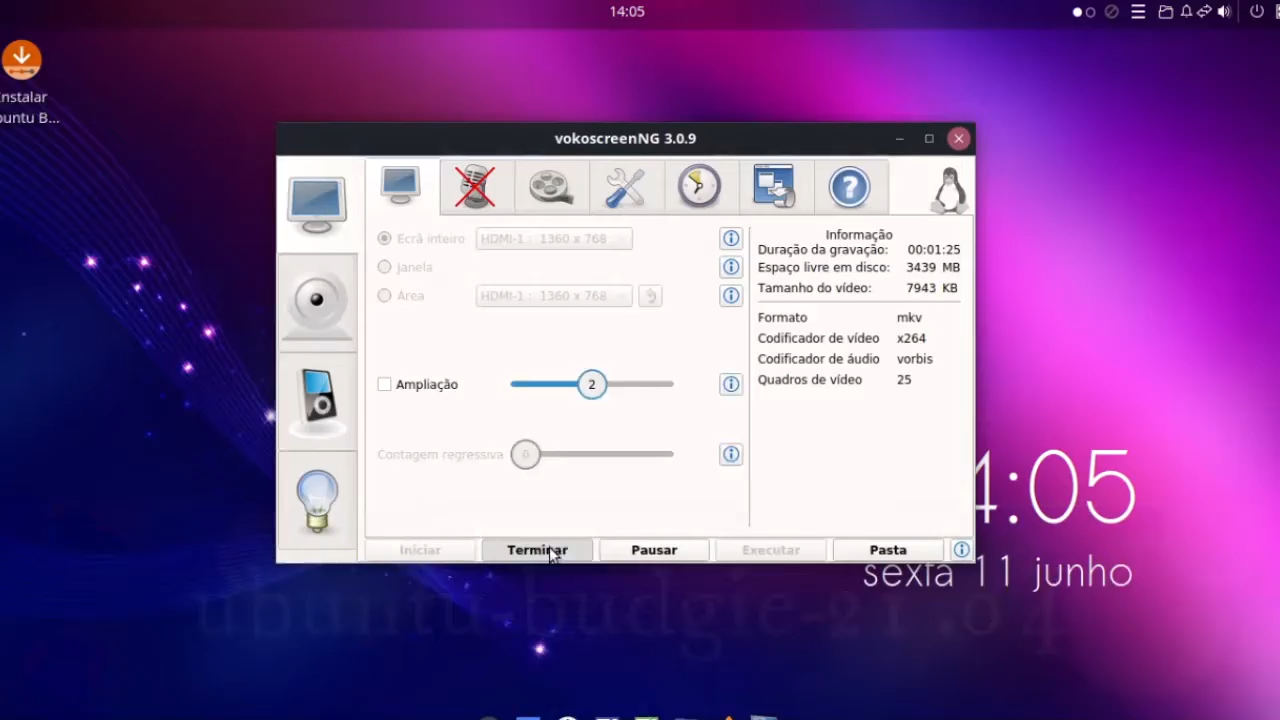 14:05
Instalar
buntu B...
vokoscreenNG 3.0.9
Ecrã inteiro
HDMI-1 : 1360 x 768
Janela
Área
HDMI-1 : 1360 x 768
Ampliação
2
Contagem regressiva
0
Informação
Duração da gravação: 00:01:25
Espaço livre em disco: 3439 MB
Tamanho do vídeo: 7943 KB
Formato mkv
Codificador de vídeo x264
Codificador de áudio vorbis
Quadros de vídeo 25
Iniciar
Terminar
Pausar
Executar
Pasta
4:05
sexta 11 junho
ubuntu-budgie-21.04